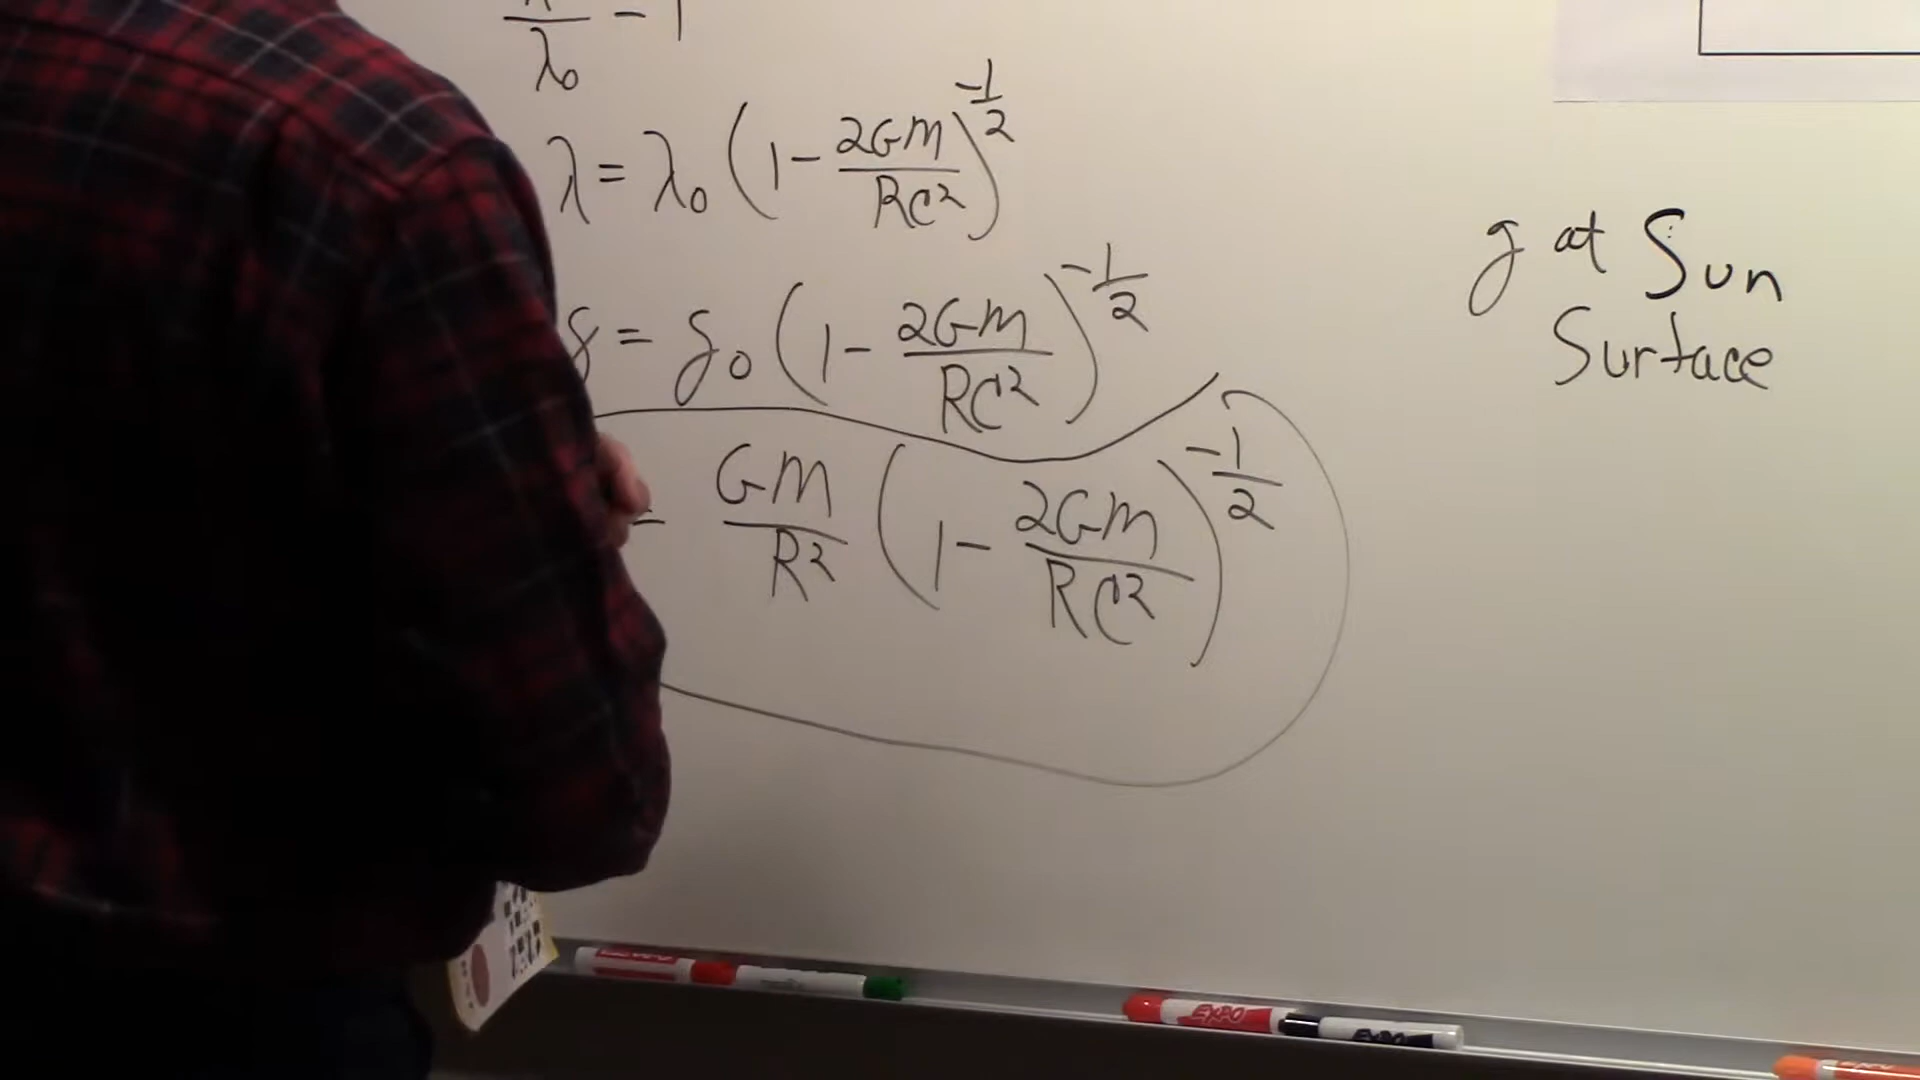 λ/λ₀ - 1
λ = λ₀ (1 - 2GM/RC²)^(-1/2)
g = g₀ (1 - 2GM/RC²)^(-1/2)
= GM/R² (1 - 2GM/RC²)^(-1/2)
g at Sun
Surface
EXPO
EXPO